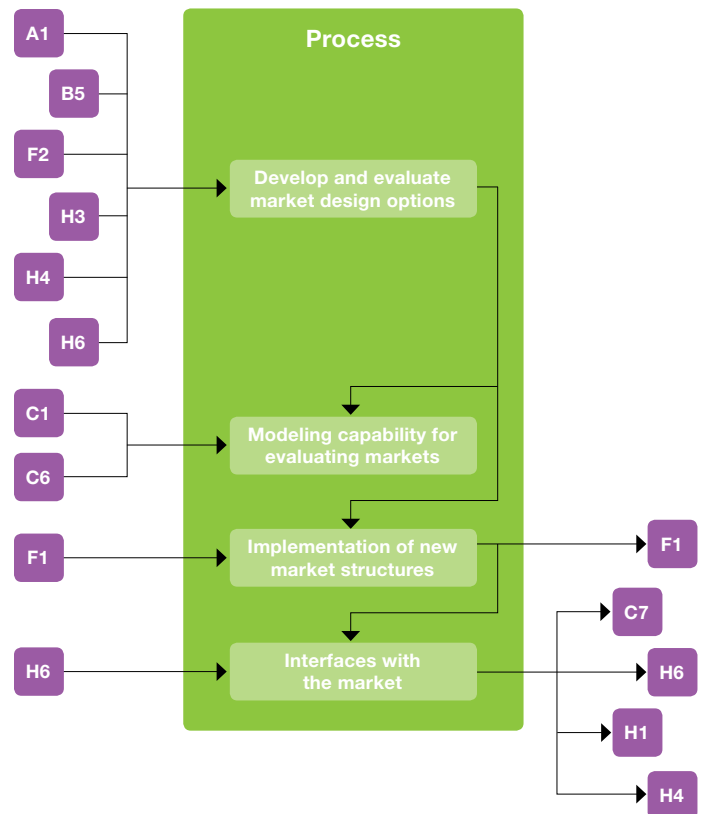 Process
A1
B5
F2
Develop and evaluate
market design options
H3
H4
H6
C1
Modeling capability for
evaluating markets
C6
F1
Implementation of new
market structures
F1
C7
H6
Interfaces with
the market
H6
H1
H4